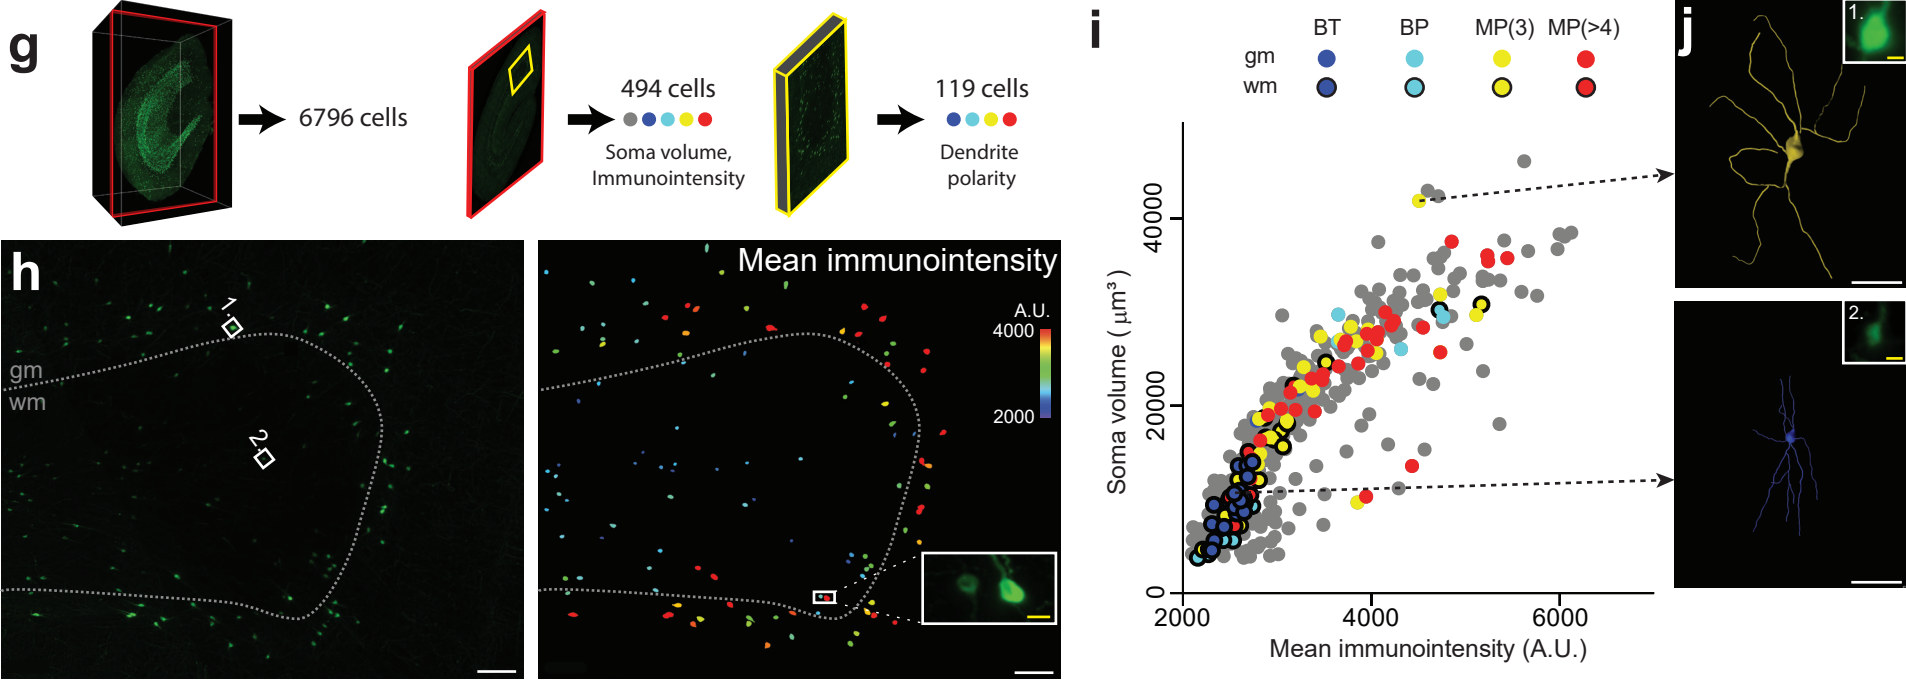 g
6796 cells
494 cells
Soma volume,
Immunointensity
119 cells
Dendrite
polarity
h
1.
2.
gm
wm
Mean immunointensity
A.U.
4000
2000
i
BT BP MP(3) MP(>4)
gm
wm
Soma volume ( μm³ )
40000
20000
0
2000 4000 6000
Mean immunointensity (A.U.)
j
1.
2.